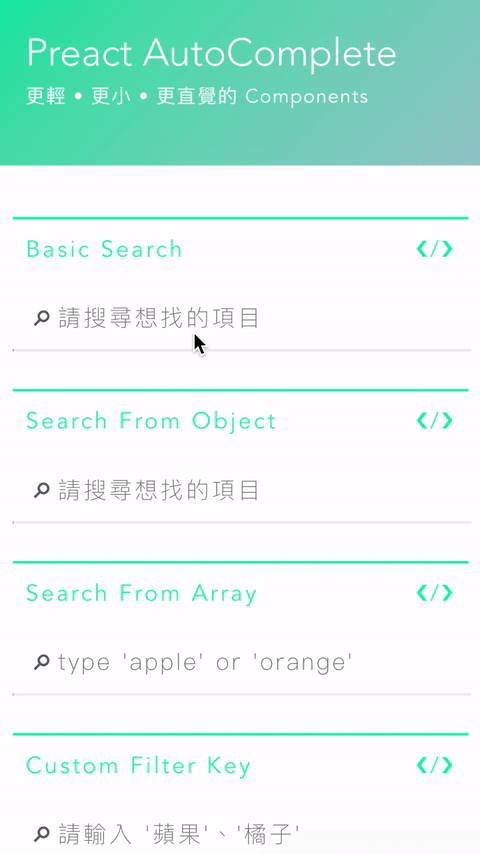 Preact AutoComplete
更輕 • 更小 • 更直覺的 Components
Basic Search </>
請搜尋想找的項目
Search From Object </>
請搜尋想找的項目
Search From Array </>
type 'apple' or 'orange'
Custom Filter Key </>
請輸入 '蘋果'、'橘子'